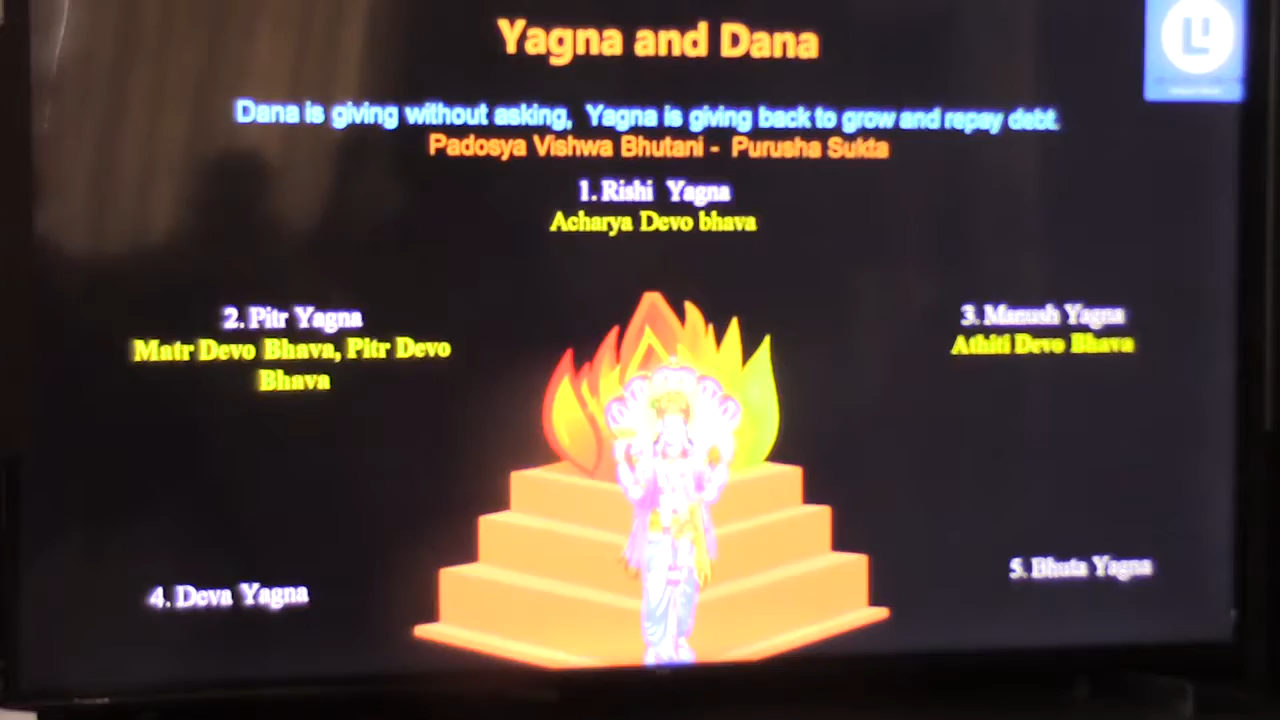 Yagna and Dana
Dana is giving without asking, Yagna is giving back to grow and repay debt.
Padosya Vishwa Bhutani - Purusha Sukta
1. Rishi Yagna
Acharya Devo bhava
2. Pitr Yagna
Matr Devo Bhava, Pitr Devo
Bhava
3. Manush Yagna
Athiti Devo Bhava
4. Deva Yagna
5. Bhuta Yagna